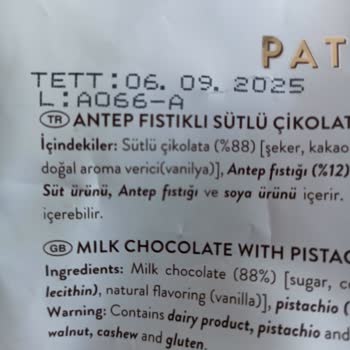 PAT
TETT:06. 09. 2025
L:A066-A
TR ANTEP FISTIKLI SÜTLÜ ÇİKOLAT
İçindekiler: Sütlü çikolata (%88) [şeker, kakao
doğal aroma verici(vanilya)], Antep fıstığı (%12)
Süt ürünü, Antep fıstığı ve soya ürünü içerir.
içerebilir.
GB MILK CHOCOLATE WITH PISTAC
Ingredients: Milk chocolate (88%) [sugar, co
lecithin), natural flavoring (vanilla)], pistachio (
Warning: Contains dairy product, pistachio and
walnut, cashew and gluten.